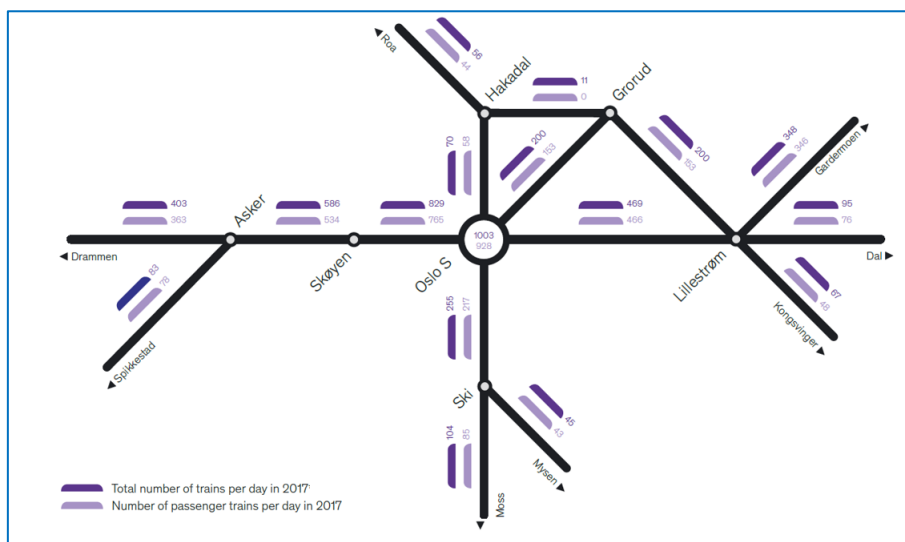 ◄ Roa
56
44
Hakadal
11
0
Grorud
70
58
200
153
200
153
348
346
Gardermoen ►
403
363
Asker
586
534
829
765
469
466
95
76
1003
928
◄ Drammen
Skøyen
Oslo S
Lillestrøm
Dal ►
83
78
◄ Spikkestad
67
48
Kongsvinger ►
255
217
Ski
45
43
Mysen ►
104
85
◄ Moss
Total number of trains per day in 2017
Number of passenger trains per day in 2017